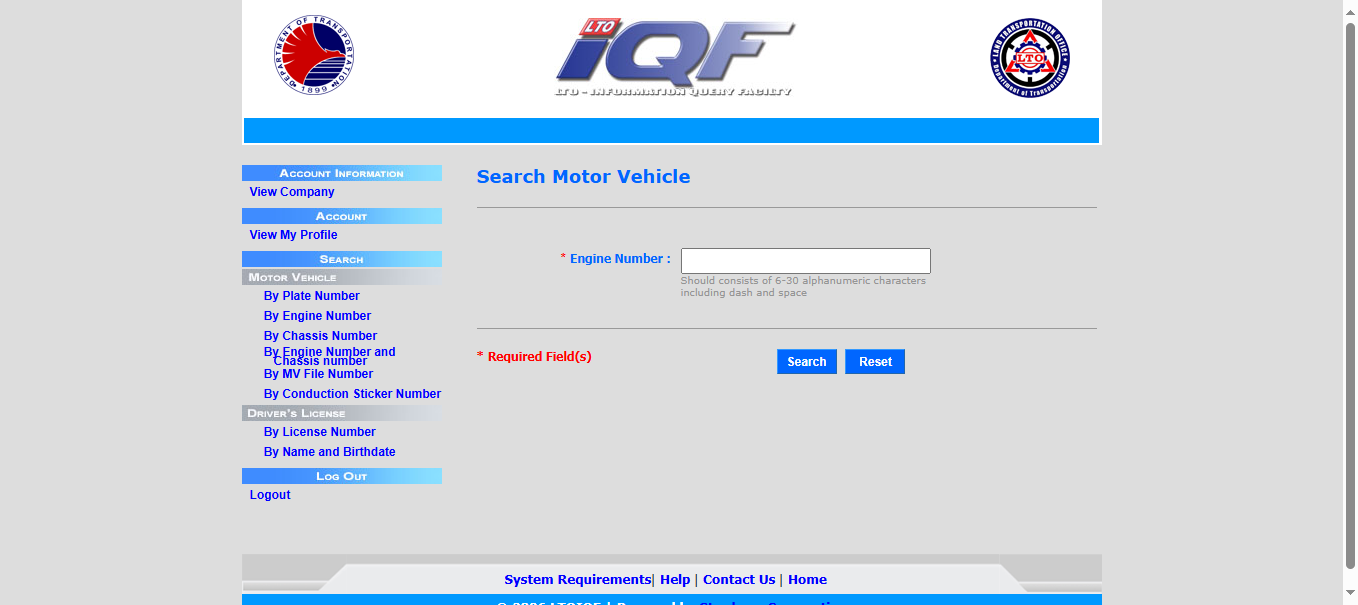 DEPARTMENT OF TRANSPORTATION
1899
LTO
iQF
LTO - INFORMATION QUERY FACILTY
LAND TRANSPORTATION OFFICE
LTO
Department of Transportation
Account Information
View Company
Account
View My Profile
Search
Motor Vehicle
By Plate Number
By Engine Number
By Chassis Number
By Engine Number and
Chassis number
By MV File Number
By Conduction Sticker Number
Driver's License
By License Number
By Name and Birthdate
Log Out
Logout
Search Motor Vehicle
* Engine Number :
Should consists of 6-30 alphanumeric characters
including dash and space
* Required Field(s)
Search Reset
System Requirements| Help | Contact Us | Home